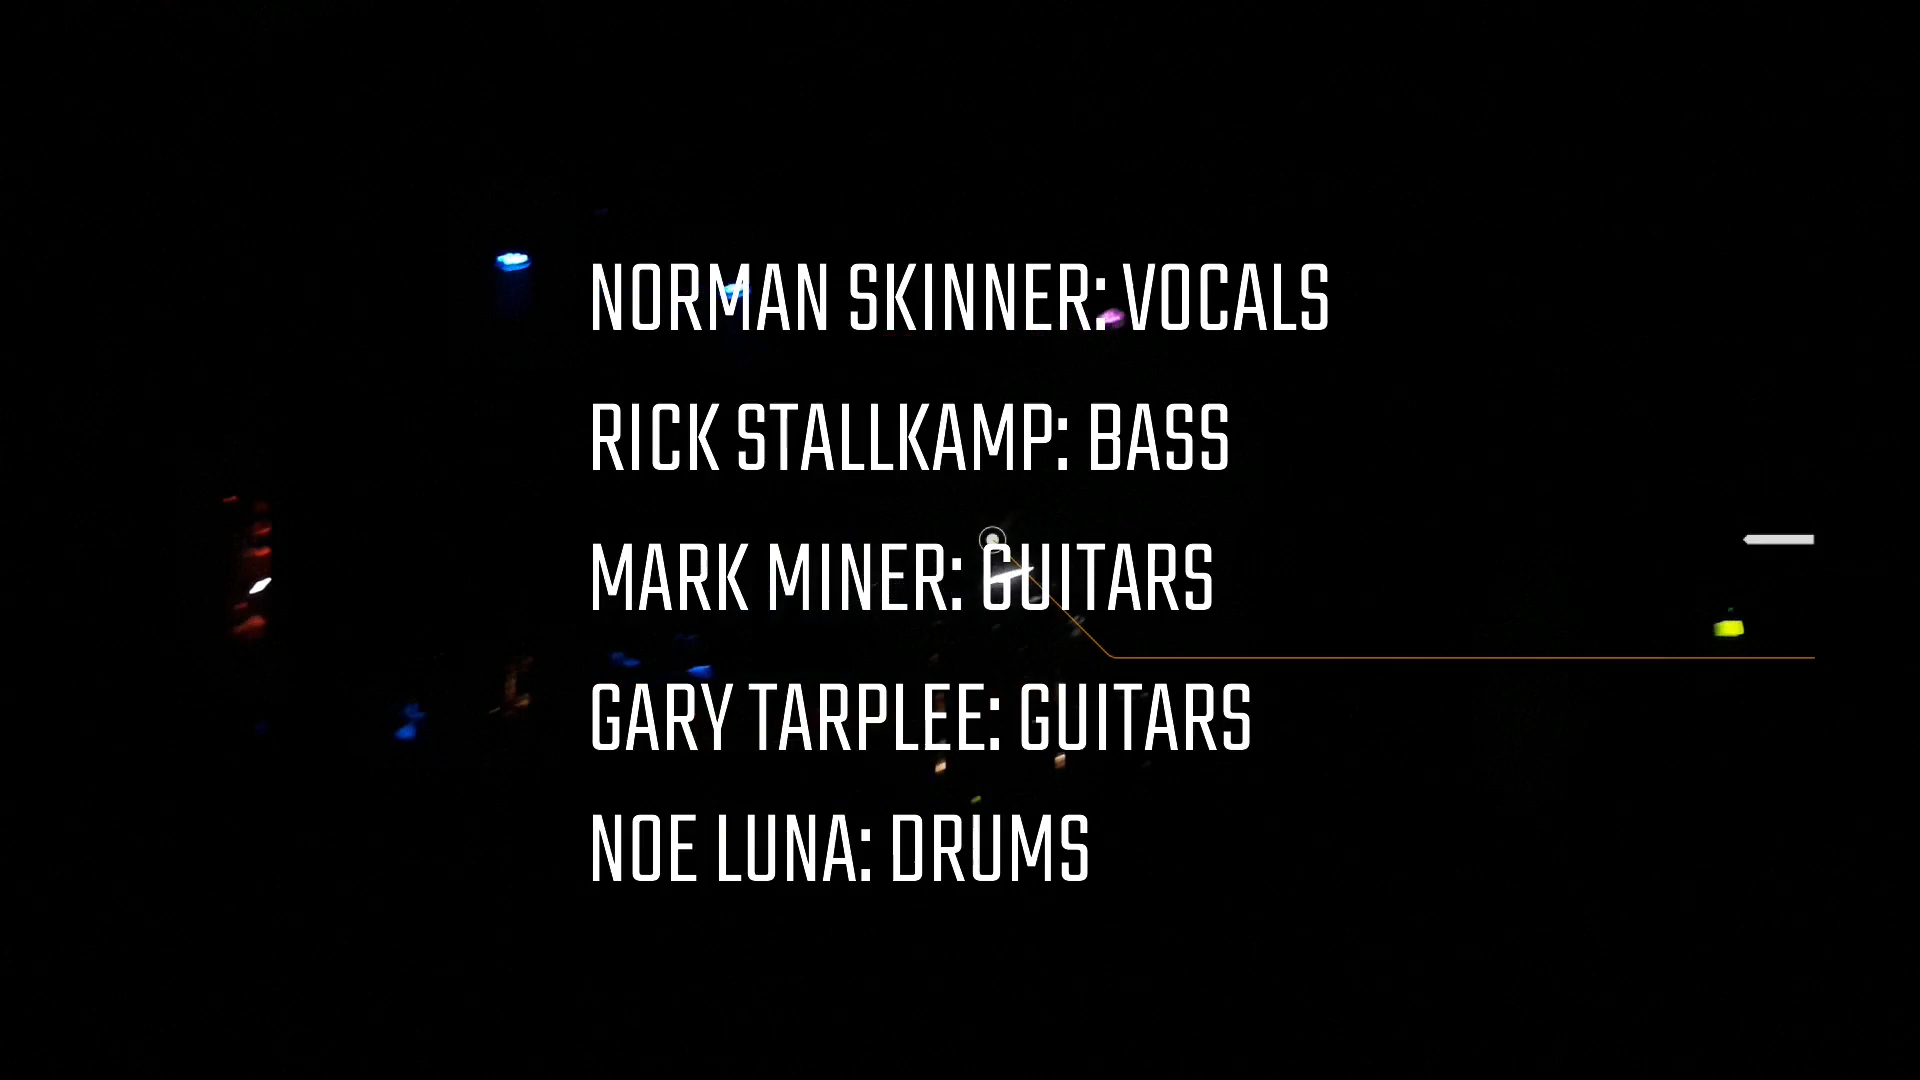 NORMAN SKINNER: VOCALS
RICK STALLKAMP: BASS
MARK MINER: GUITARS
GARY TARPLEE: GUITARS
NOE LUNA: DRUMS